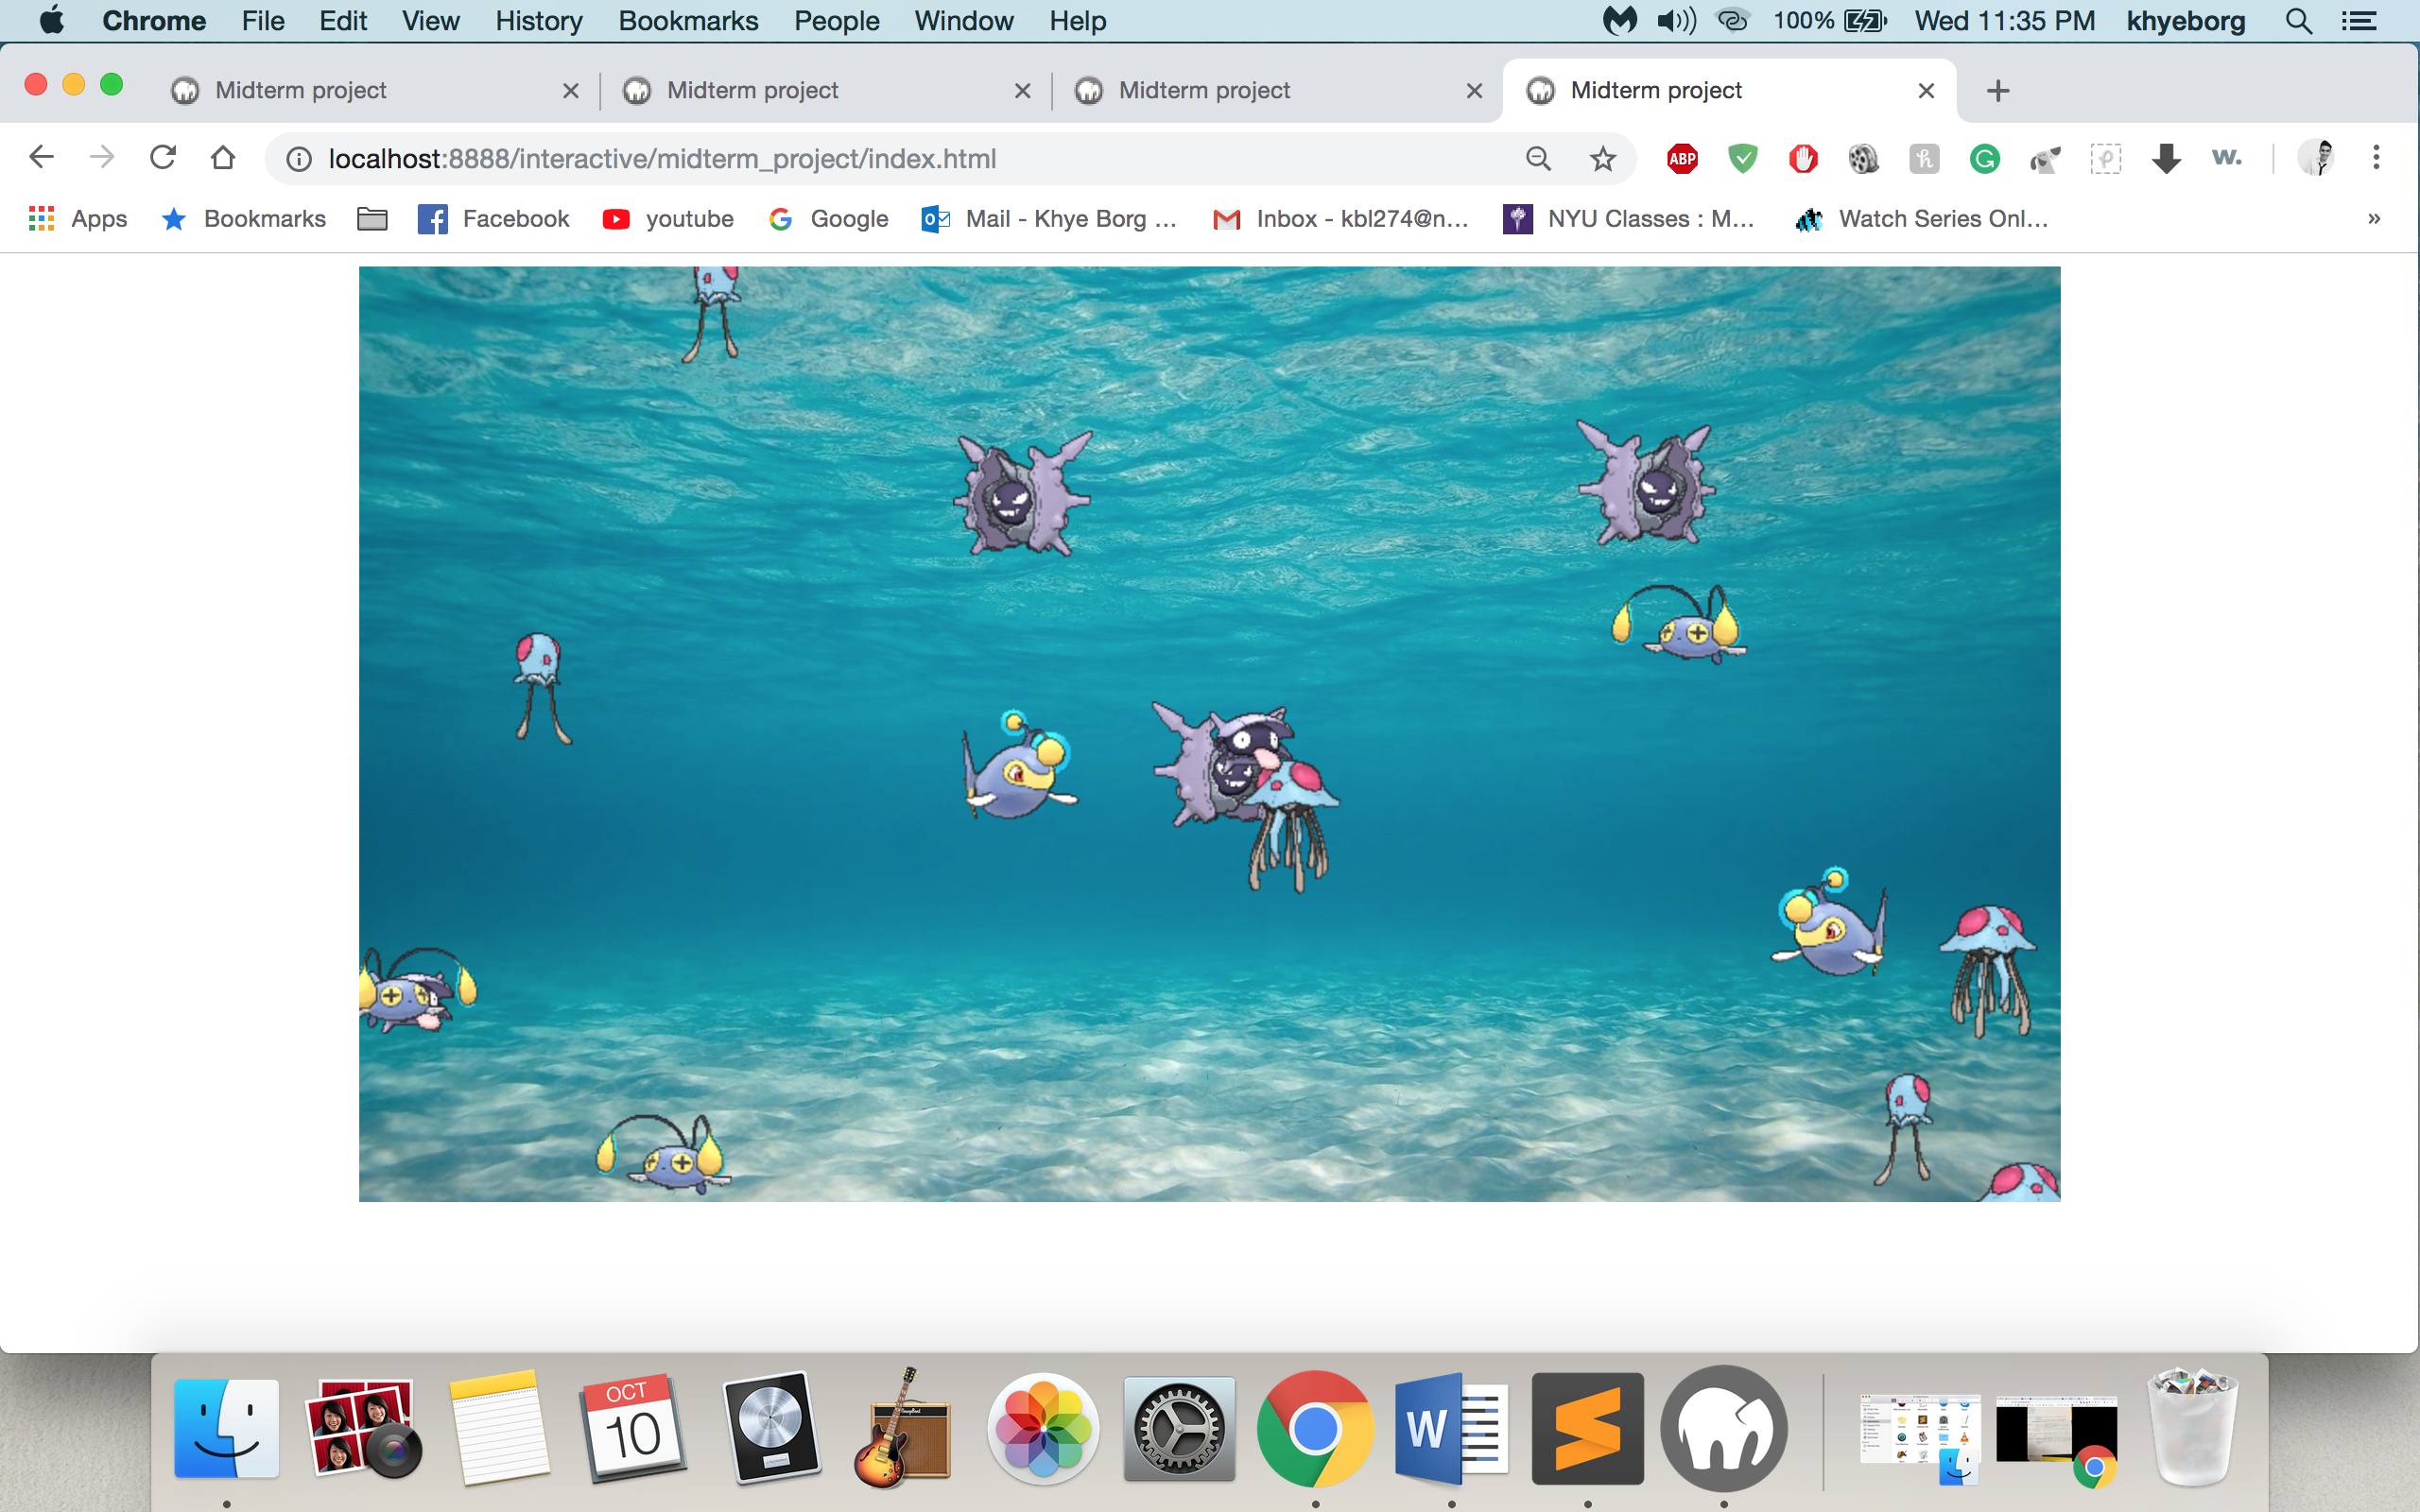 Chrome File Edit View History Bookmarks People Window Help 100% Wed 11:35 PM khyeborg
Midterm project Midterm project Midterm project Midterm project
localhost:8888/interactive/midterm_project/index.html ABP h G p w.
Apps Bookmarks Facebook youtube Google Mail - Khye Borg ... Inbox - kbl274@n... NYU Classes : M... Watch Series Onl... »
OCT
10
W